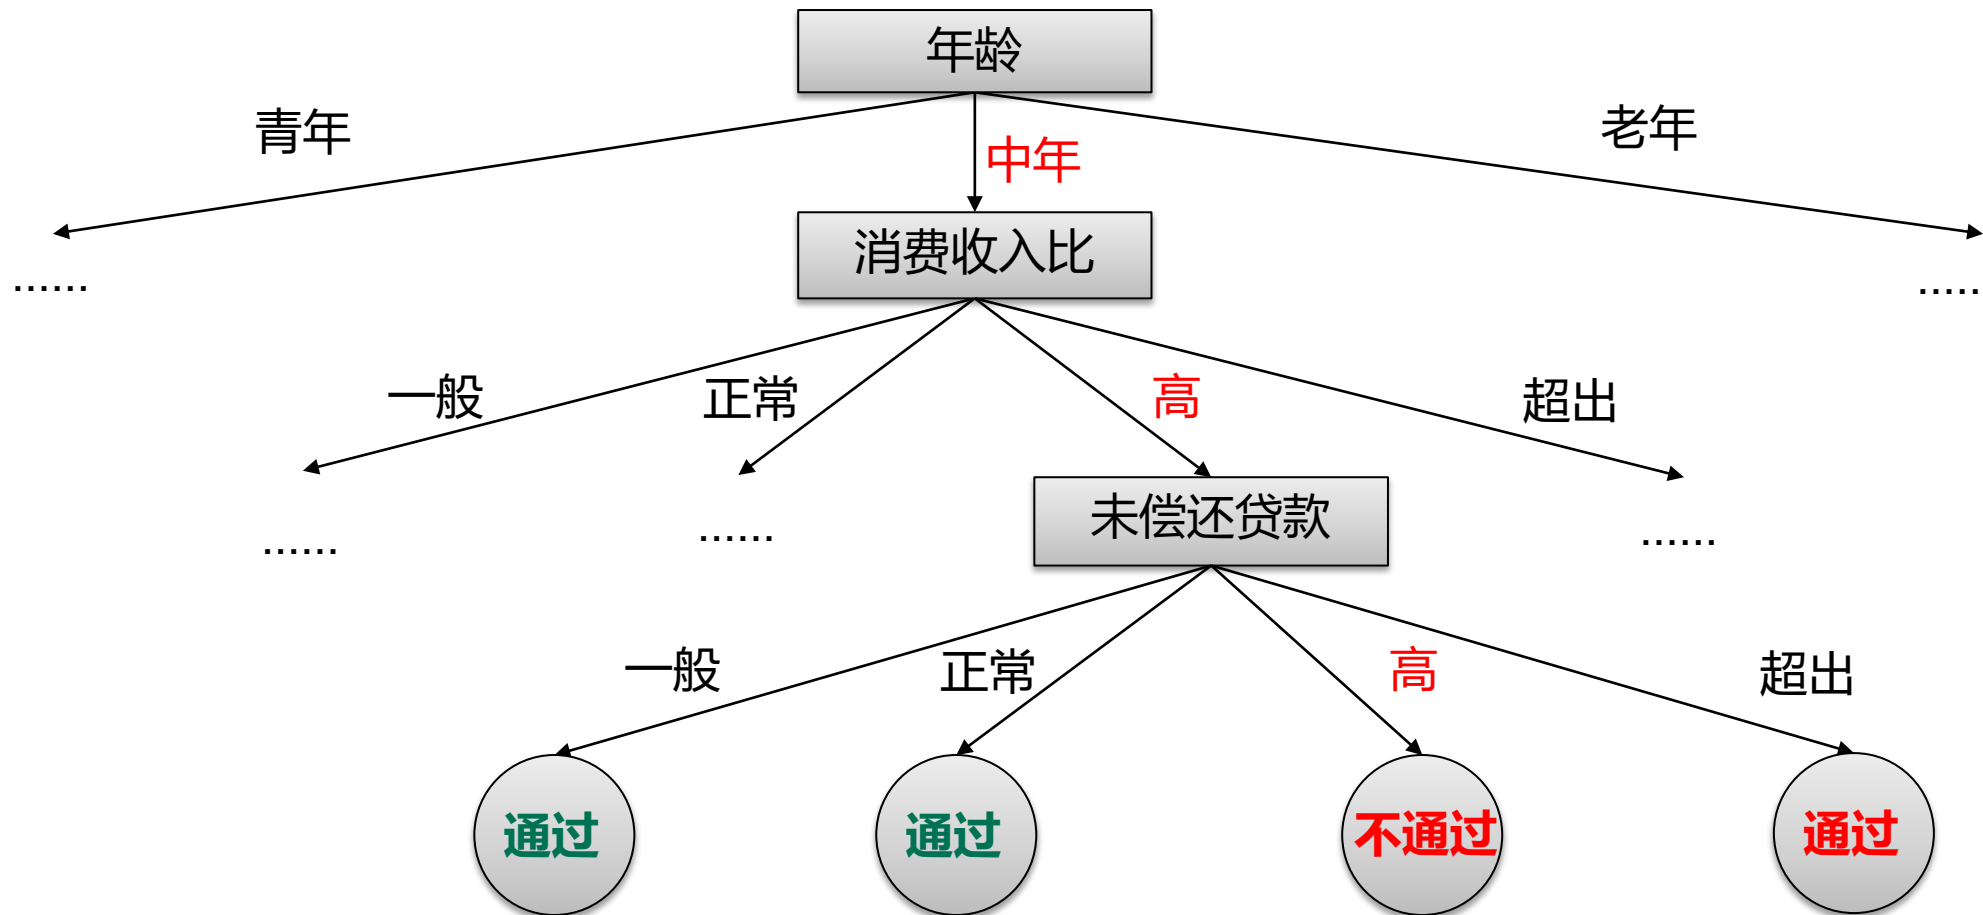 年龄
青年
中年
老年
消费收入比
......
.....
一般
正常
高
超出
未偿还贷款
......
......
......
一般
正常
高
超出
通过
通过
不通过
通过